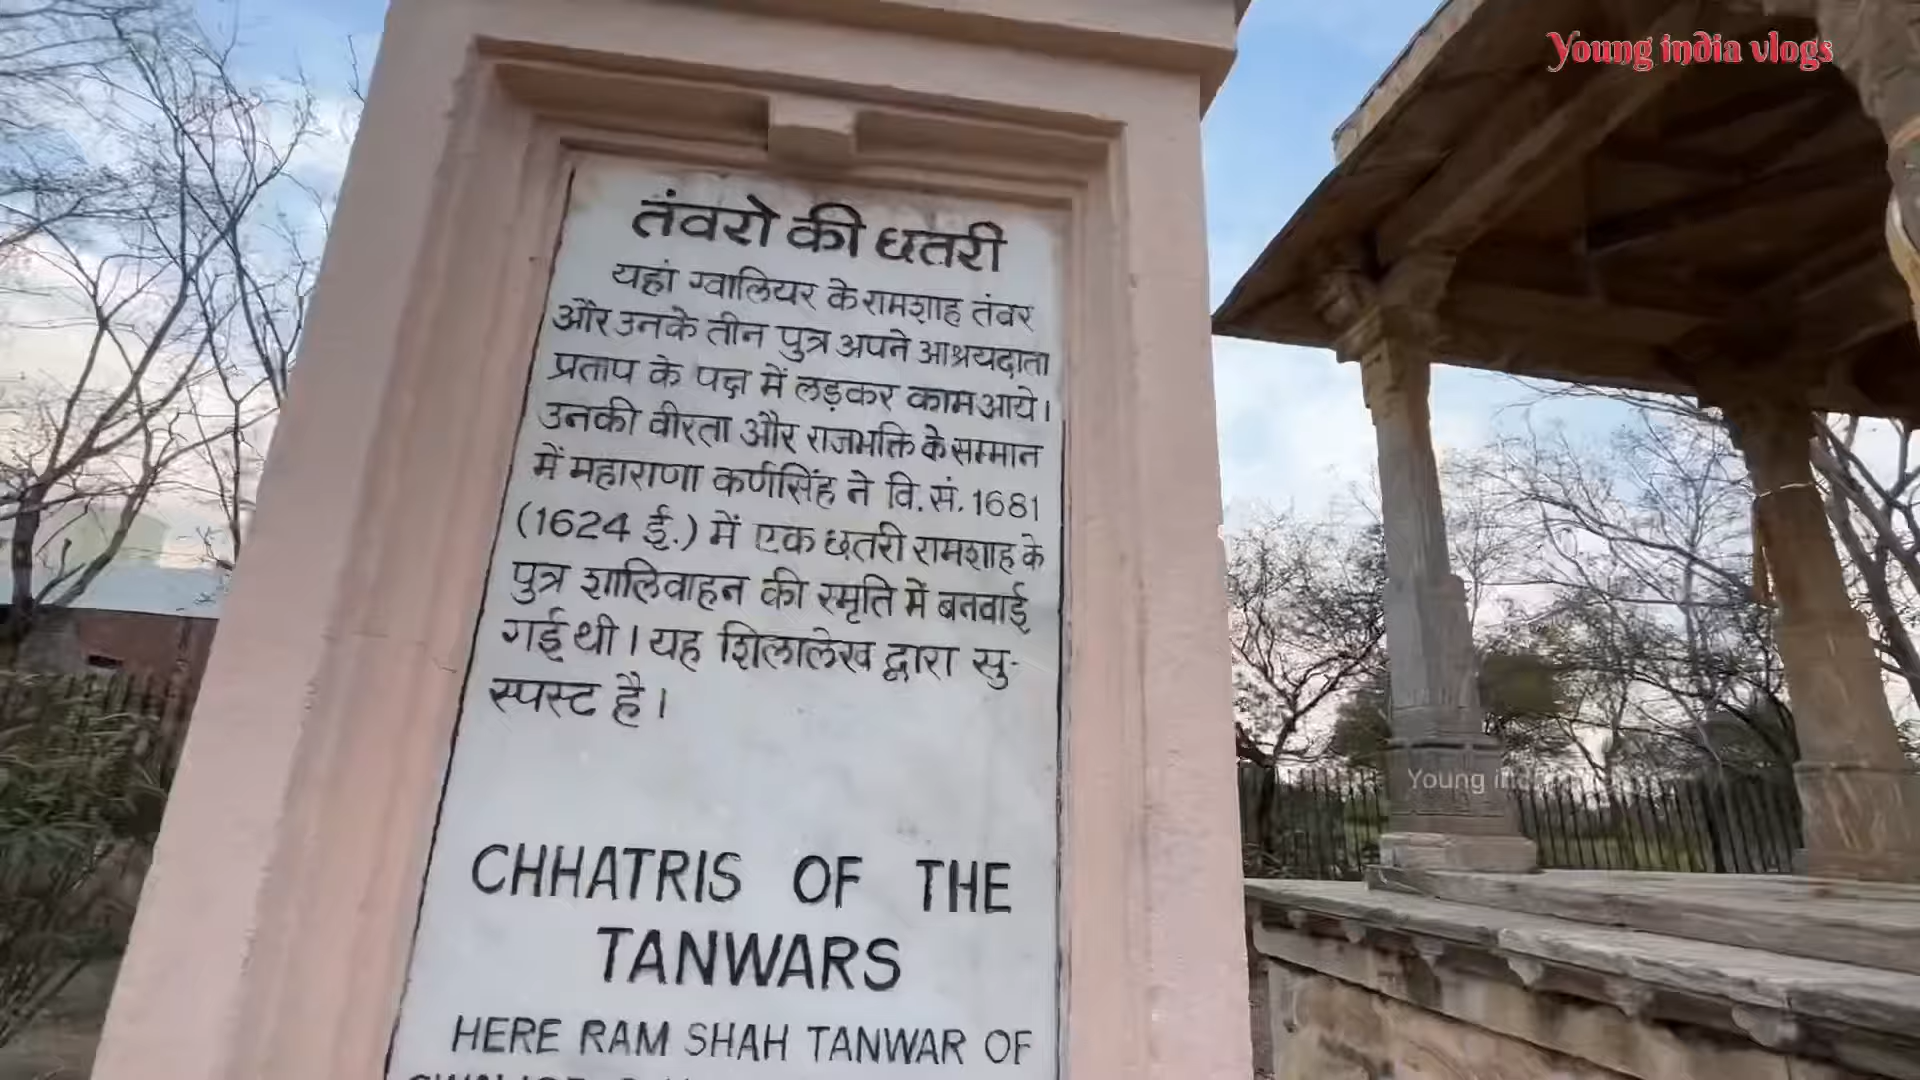 Young india vlogs
तंवरो की छतरी
यहां ग्वालियर के रामशाह तंवर
और उनके तीन पुत्र अपने आश्रयदाता
प्रताप के पक्ष में लड़कर काम आये।
उनकी वीरता और राजभक्ति के सम्मान
में महाराणा कर्णसिंह ने वि.सं. 1681
(1624 ई.) में एक छतरी रामशाह के
पुत्र शालिवाहन की स्मृति में बनवाई
गई थी। यह शिलालेख द्वारा सु-
स्पस्ट है।
Young
CHHATRIS OF THE
TANWARS
HERE RAM SHAH TANWAR OF